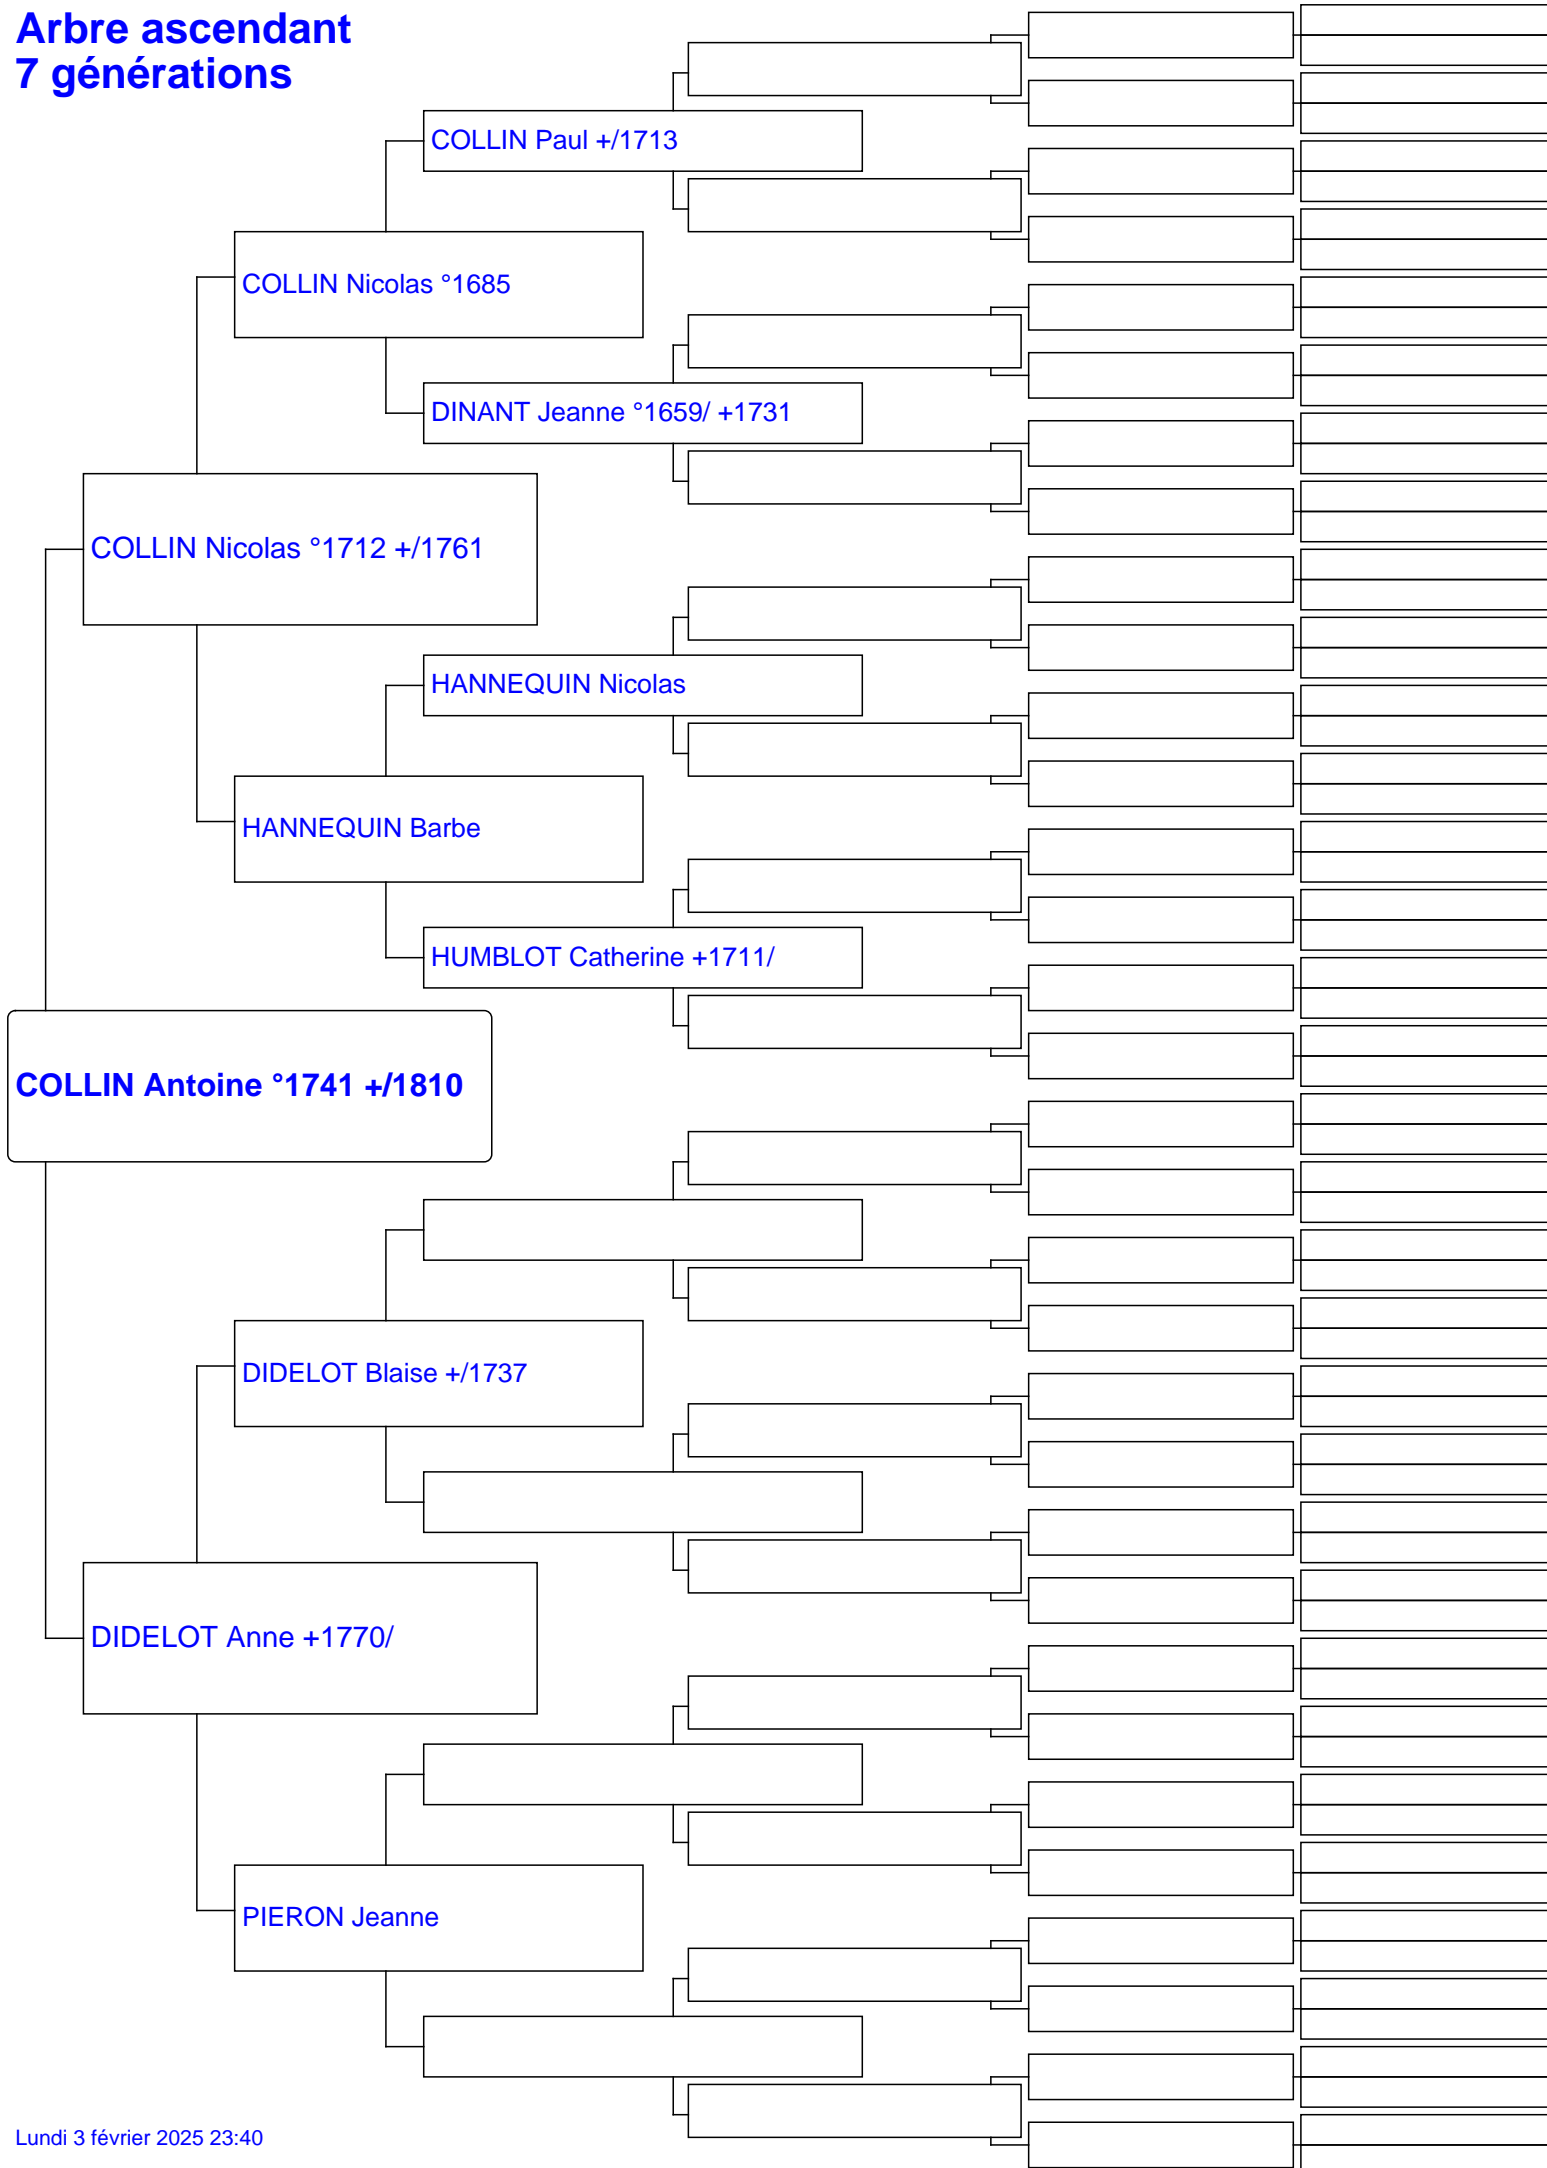 Arbre ascendant
7 générations
COLLIN Paul +/1713
COLLIN Nicolas °1685
DINANT Jeanne °1659/ +1731
COLLIN Nicolas °1712 +/1761
HANNEQUIN Nicolas
HANNEQUIN Barbe
HUMBLOT Catherine +1711/
COLLIN Antoine °1741 +/1810
DIDELOT Blaise +/1737
DIDELOT Anne +1770/
PIERON Jeanne
Lundi 3 février 2025 23:40